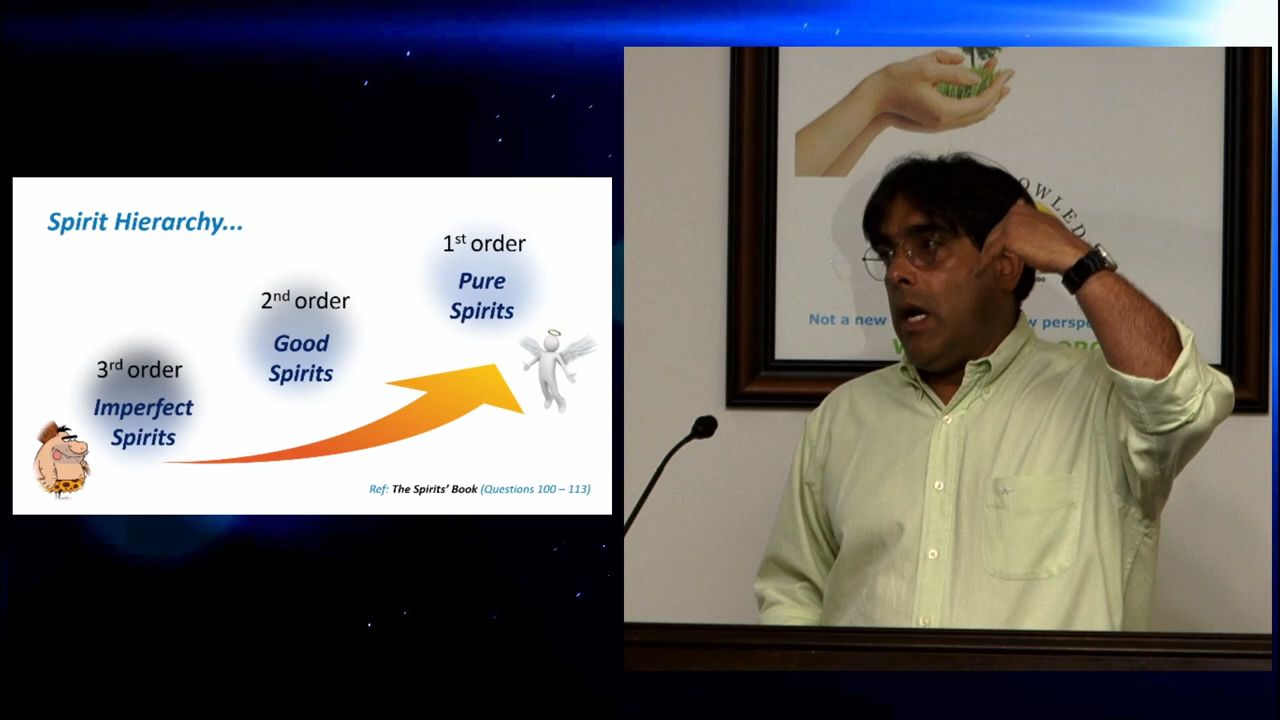 Spirit Hierarchy...
1st order
Pure
Spirits
2nd order
Good
Spirits
3rd order
Imperfect
Spirits
Ref: The Spirits' Book (Questions 100 – 113)
Not a new